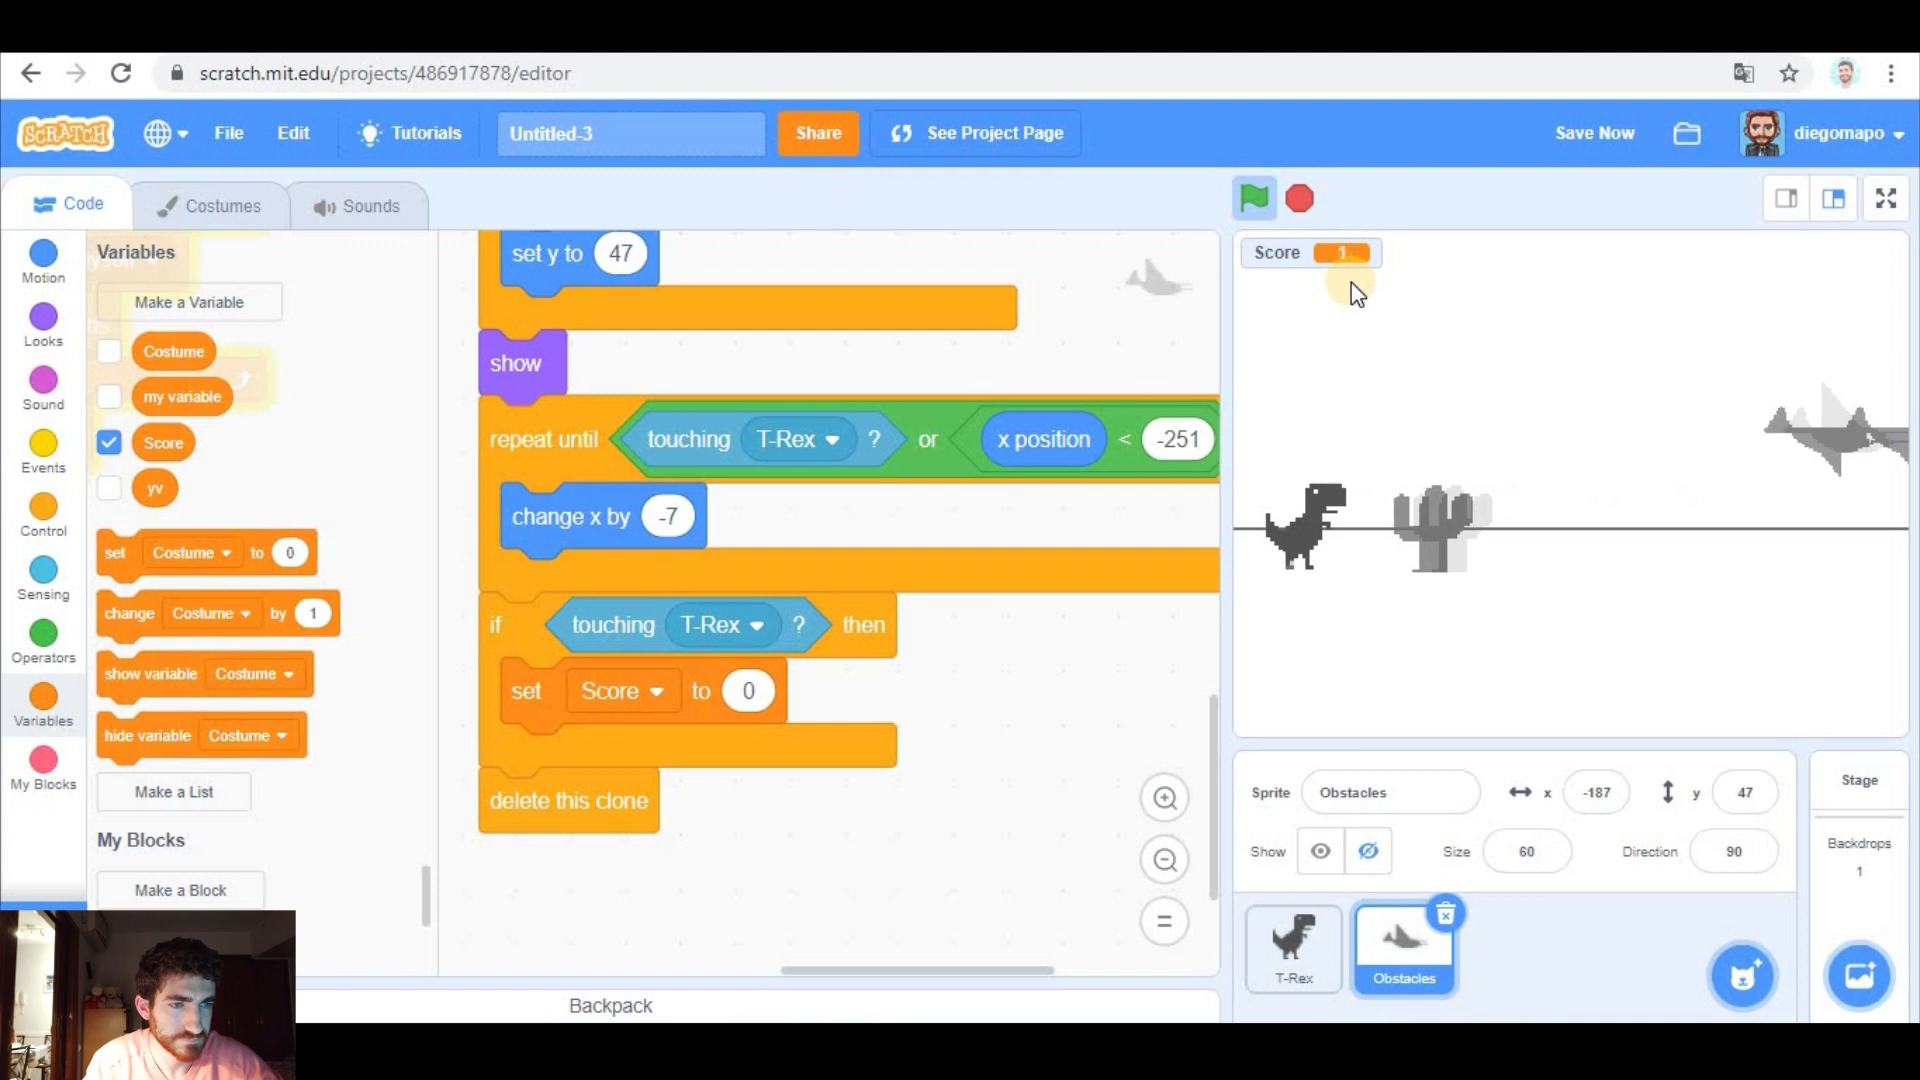 scratch.mit.edu/projects/486917878/editor
SCRATCH
File
Edit
Tutorials
Untitled-3
Share
See Project Page
Save Now
diegomapo
Code
Costumes
Sounds
Motion
Looks
Sound
Events
Control
Sensing
Operators
Variables
My Blocks
Variables
Make a Variable
Costume
my variable
Score
yv
set Costume to 0
change Costume by 1
show variable Costume
hide variable Costume
Make a List
My Blocks
Make a Block
set y to 47
show
repeat until touching T-Rex ? or x position < -251
change x by -7
if touching T-Rex ? then
set Score to 0
delete this clone
Backpack
Score 1
Sprite Obstacles x -187 y 47
Show Size 60 Direction 90
T-Rex
Obstacles
Stage
Backdrops
1